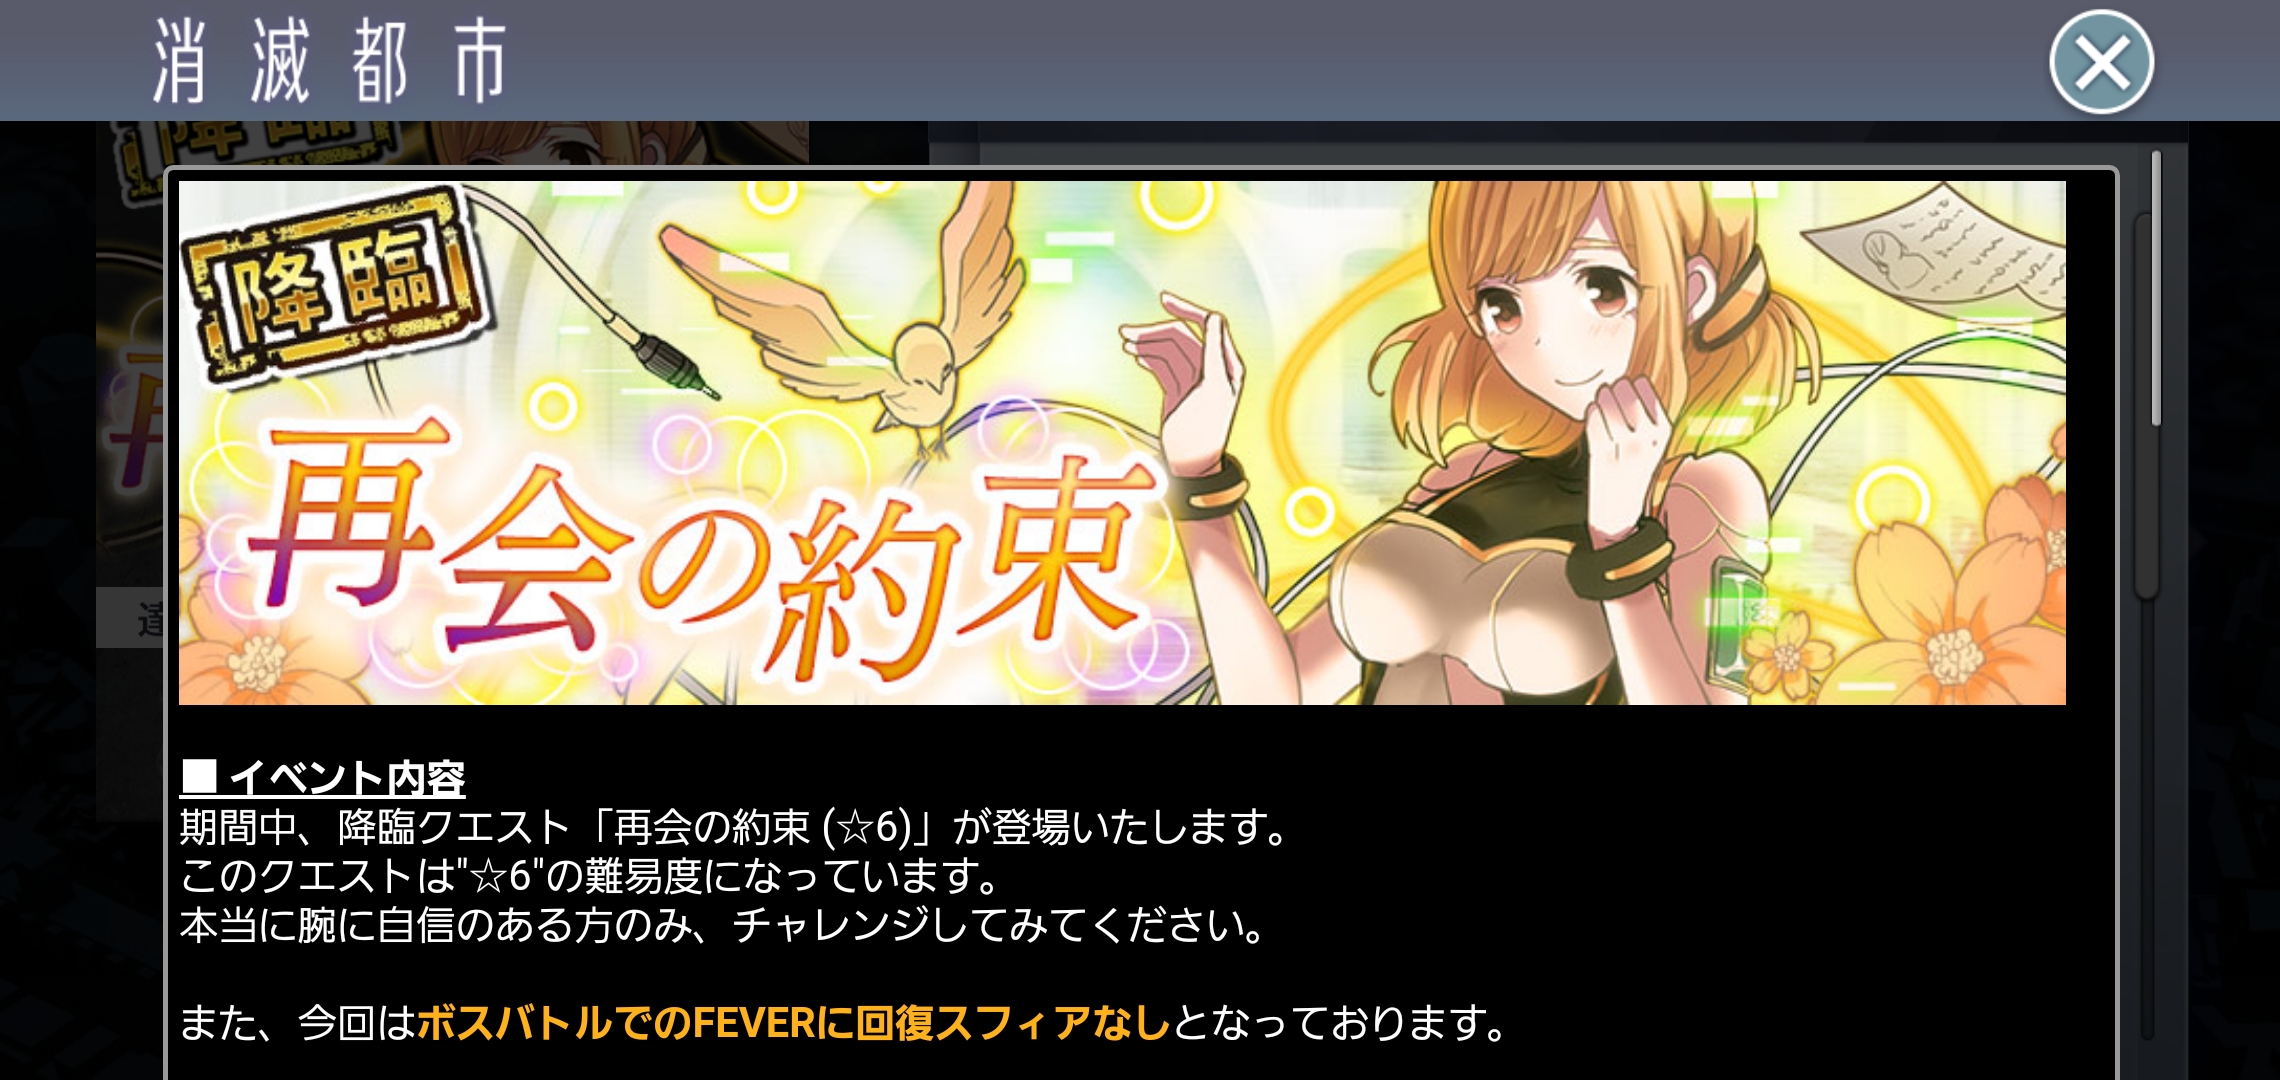 消滅都市
降臨
再会の約束
■ イベント内容
期間中、降臨クエスト「再会の約束 (☆6)」が登場いたします。
このクエストは"☆6"の難易度になっています。
本当に腕に自信のある方のみ、チャレンジしてみてください。
また、今回はボスバトルでのFEVERに回復スフィアなしとなっております。